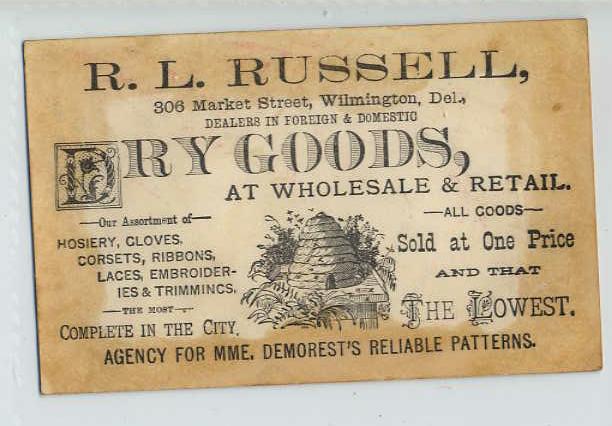 R. L. RUSSELL,
306 Market Street, Wilmington, Del.,
DEALERS IN FOREIGN & DOMESTIC
DRY GOODS,
AT WHOLESALE & RETAIL.
—Our Assortment of—
HOSIERY, GLOVES,
CORSETS, RIBBONS,
LACES, EMBROIDER-
IES & TRIMMINGS,
—THE MOST—
COMPLETE IN THE CITY.
—ALL GOODS—
Sold at One Price
AND THAT
THE LOWEST.
AGENCY FOR MME. DEMOREST'S RELIABLE PATTERNS.